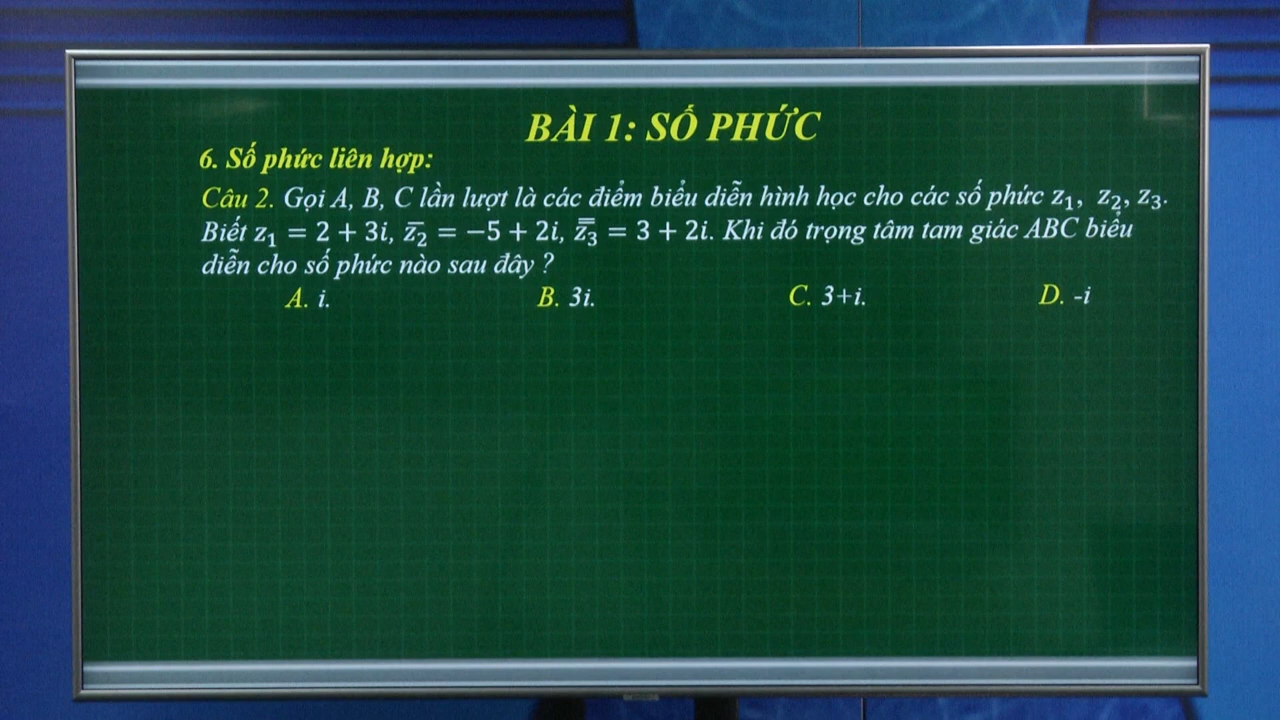 BÀI 1: SỐ PHỨC
6. Số phức liên hợp:
Câu 2. Gọi A, B, C lần lượt là các điểm biểu diễn hình học cho các số phức z₁, z₂, z₃.
Biết z₁ = 2 + 3i, z̅₂ = −5 + 2i, z̿₃ = 3 + 2i. Khi đó trọng tâm tam giác ABC biểu
diễn cho số phức nào sau đây ?
A. i. B. 3i. C. 3+i. D. -i